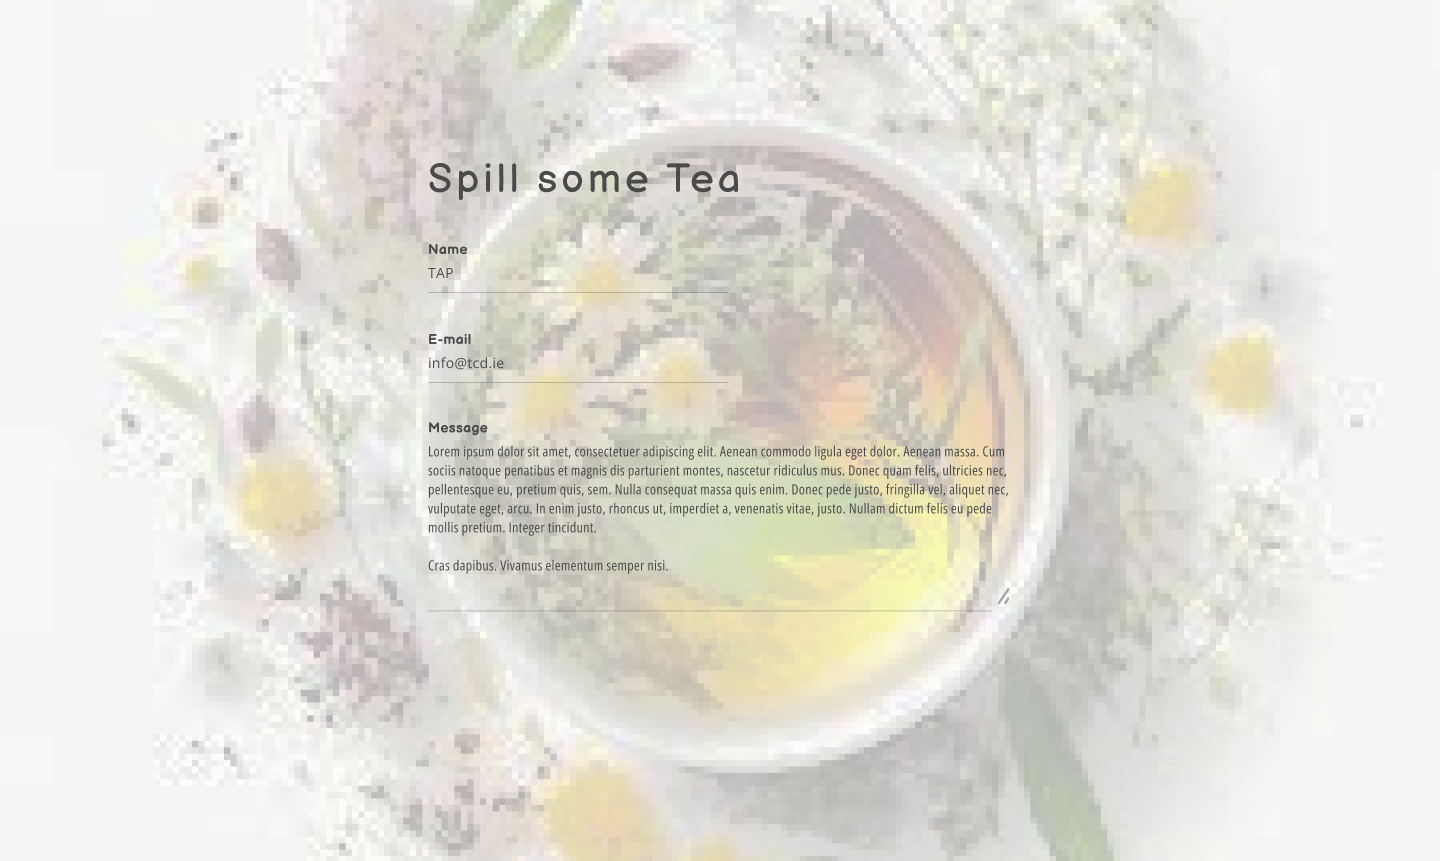 Spill some Tea
Name
TAP
E-mail
info@tcd.ie
Message
Lorem ipsum dolor sit amet, consectetuer adipiscing elit. Aenean commodo ligula eget dolor. Aenean massa. Cum
sociis natoque penatibus et magnis dis parturient montes, nascetur ridiculus mus. Donec quam felis, ultricies nec,
pellentesque eu, pretium quis, sem. Nulla consequat massa quis enim. Donec pede justo, fringilla vel, aliquet nec,
vulputate eget, arcu. In enim justo, rhoncus ut, imperdiet a, venenatis vitae, justo. Nullam dictum felis eu pede
mollis pretium. Integer tincidunt.
Cras dapibus. Vivamus elementum semper nisi.